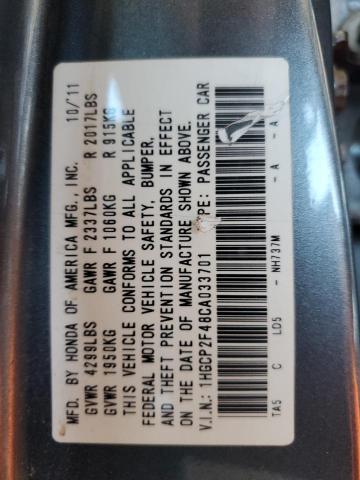 MFD. BY HONDA OF AMERICA MFG., INC. 10/11
GVWR 4299LBS GAWR F 2337LBS R 2017LBS
GVWR 1950KG GAWR F 1060KG R 915KG
THIS VEHICLE CONFORMS TO ALL APPLICABLE
FEDERAL MOTOR VEHICLE SAFETY, BUMPER,
AND THEFT PREVENTION STANDARDS IN EFFECT
ON THE DATE OF MANUFACTURE SHOWN ABOVE.
V.I.N.: 1HGCP2F48CA033701 YPE: PASSENGER CAR
TA5 C LD5 - NH737M - A - A